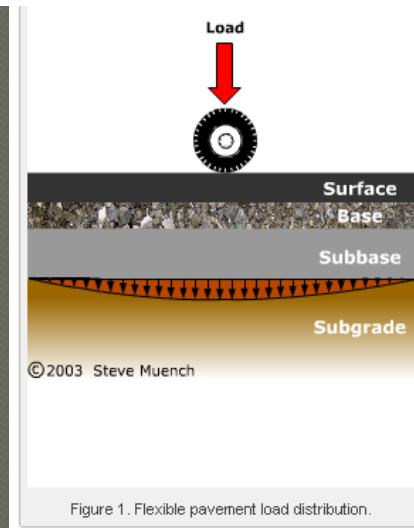 Load
Surface
Base
Subbase
Subgrade
©2003 Steve Muench
Figure 1. Flexible pavement load distribution.